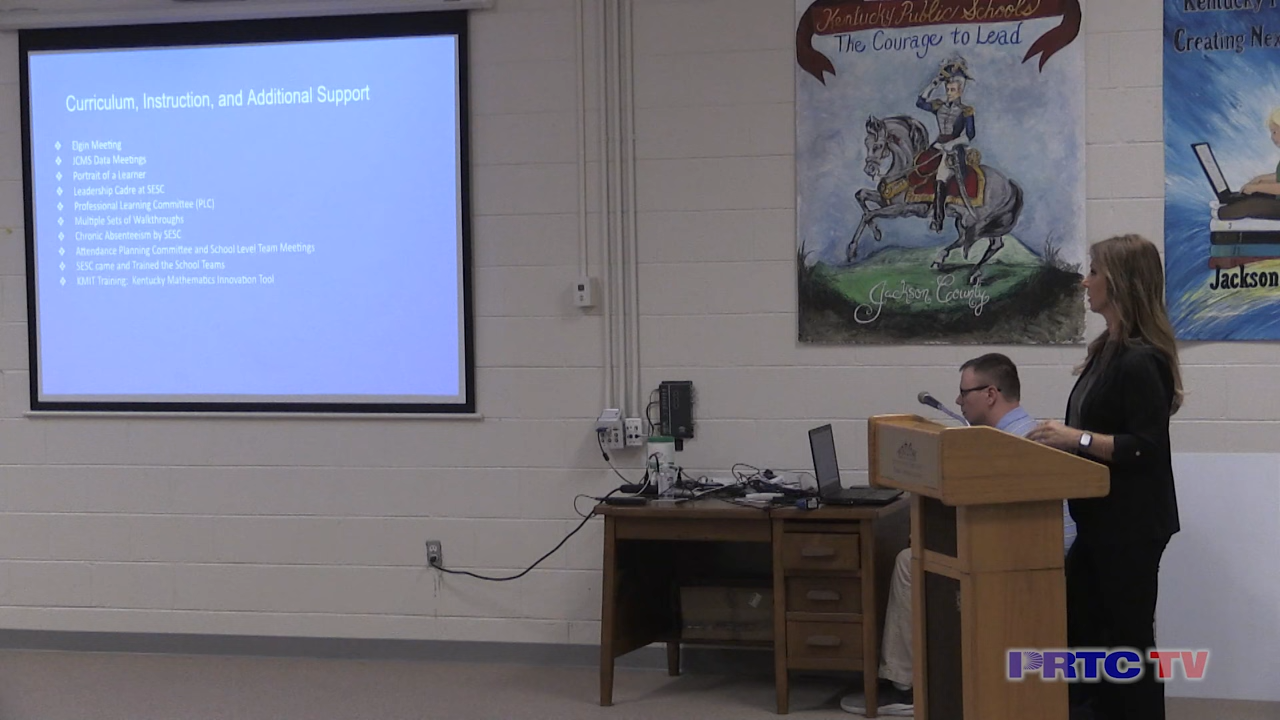 Curriculum, Instruction, and Additional Support
❖ Elgin Meeting
❖ JCMS Data Meetings
❖ Portrait of a Learner
❖ Leadership Cadre at SESC
❖ Professional Learning Committee (PLC)
❖ Multiple Sets of Walkthroughs
❖ Chronic Absenteeism by SESC
❖ Attendance Planning Committee and School Level Team Meetings
❖ SESC came and Trained the School Teams
❖ KMIT Training: Kentucky Mathematics Innovation Tool
Kentucky Public Schools
The Courage to Lead
Jackson County
Kentucky
Creating
Jackson
PRTC TV